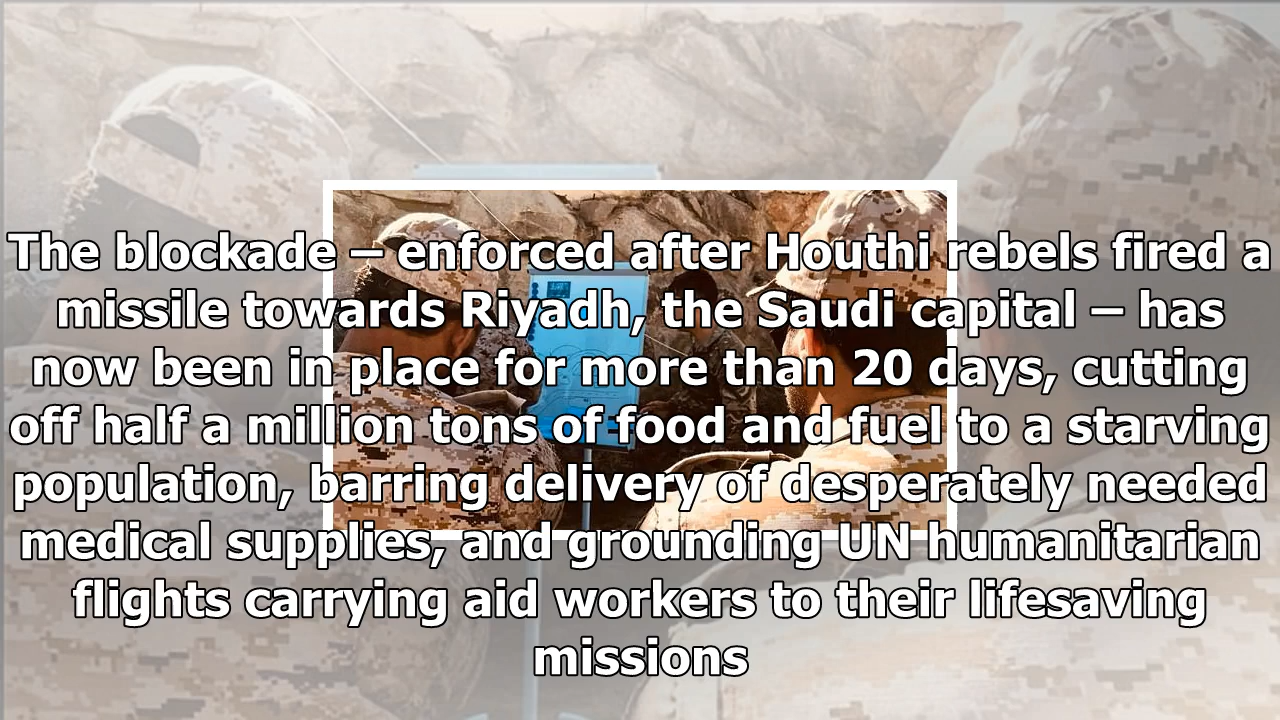 The blockade – enforced after Houthi rebels fired a
missile towards Riyadh, the Saudi capital – has
now been in place for more than 20 days, cutting
off half a million tons of food and fuel to a starving
population, barring delivery of desperately needed
medical supplies, and grounding UN humanitarian
flights carrying aid workers to their lifesaving
missions